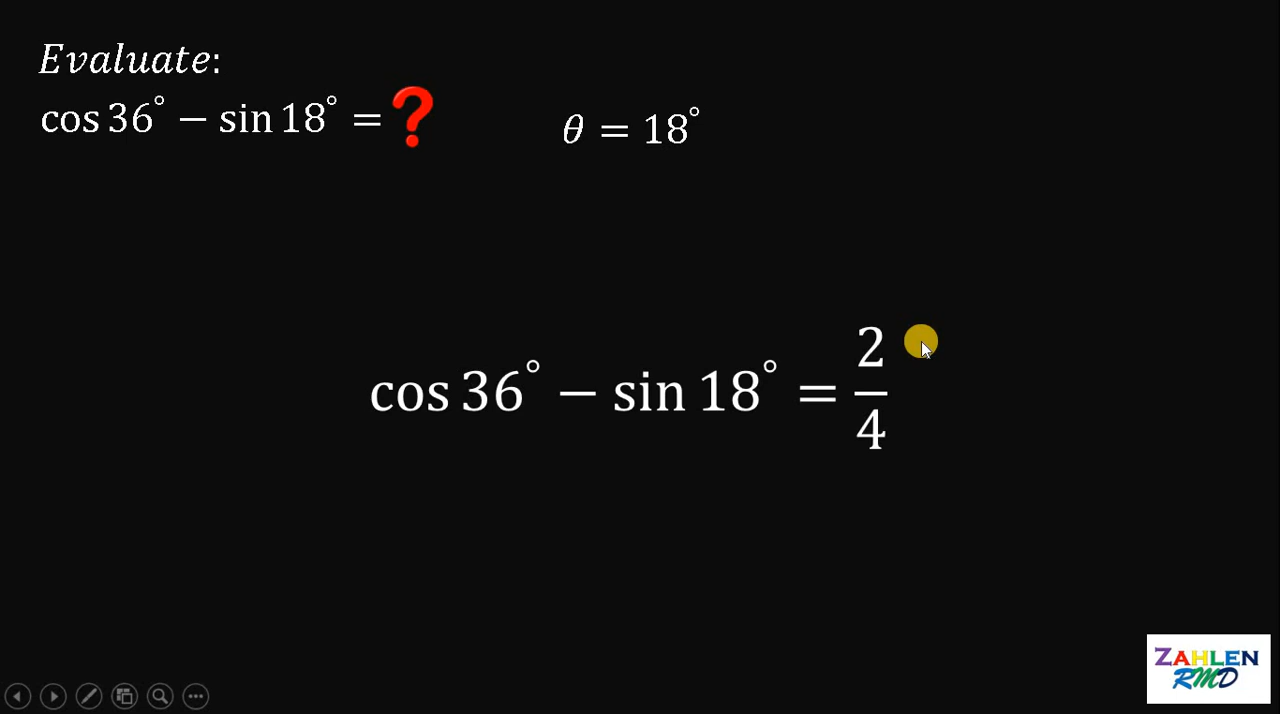 Evaluate:
cos 36° − sin 18° = ❓
θ = 18°
cos 36° − sin 18° = 2/4
ZAHLEN
RMD